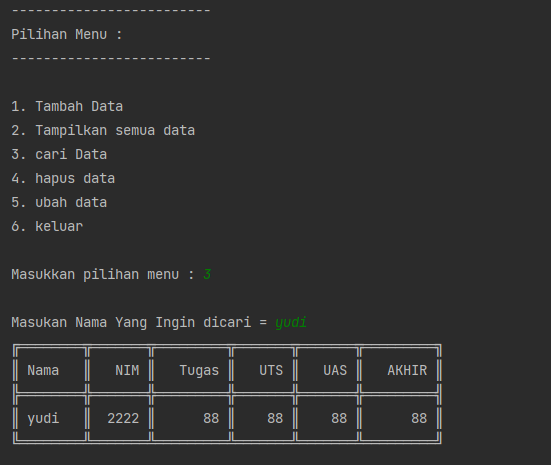 -------------------------
Pilihan Menu :
-------------------------
1. Tambah Data
2. Tampilkan semua data
3. cari Data
4. hapus data
5. ubah data
6. keluar
Masukkan pilihan menu : 3
Masukan Nama Yang Ingin dicari = yudi
Nama NIM Tugas UTS UAS AKHIR
yudi 2222 88 88 88 88